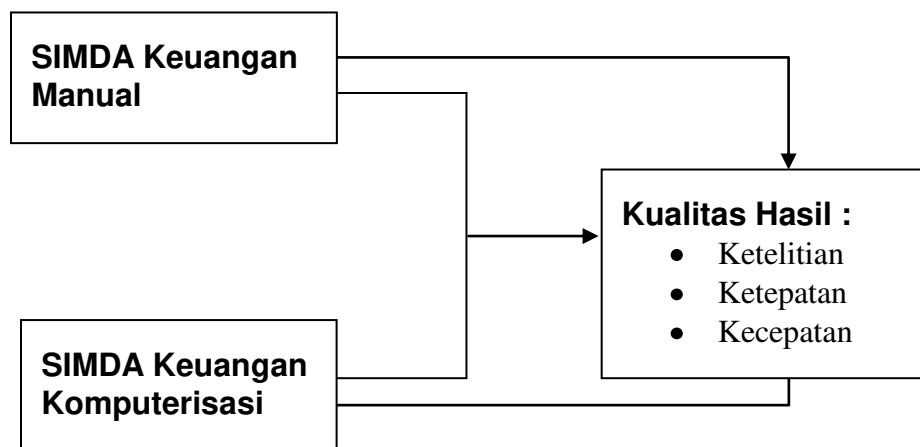 SIMDA Keuangan
Manual
Kualitas Hasil :
• Ketelitian
• Ketepatan
• Kecepatan
SIMDA Keuangan
Komputerisasi